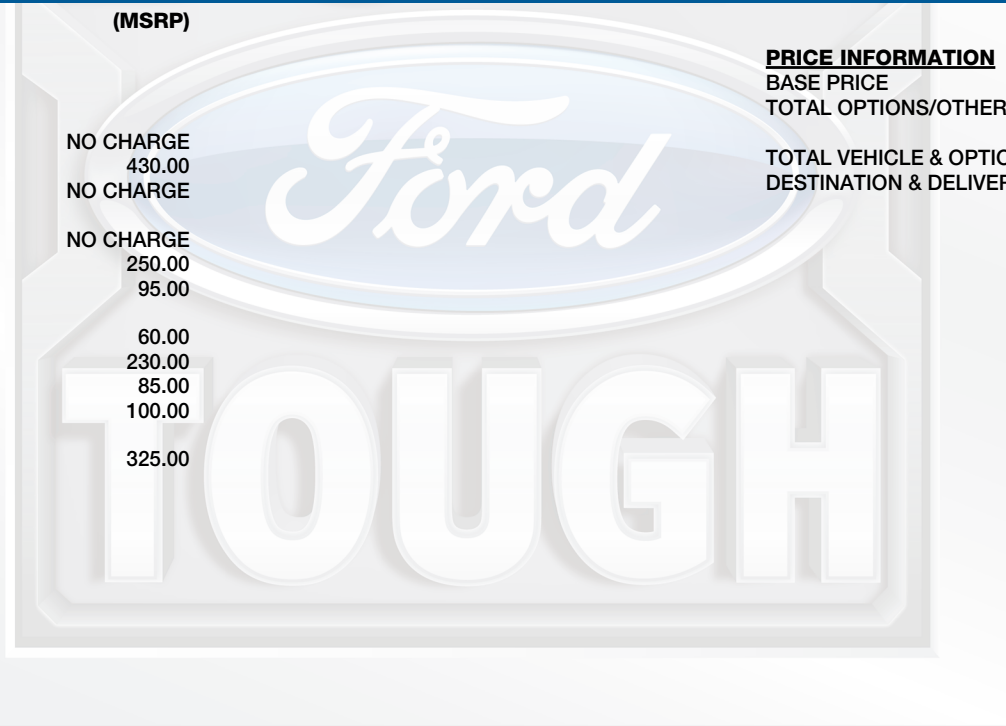 (MSRP)
NO CHARGE
430.00
NO CHARGE
NO CHARGE
250.00
95.00
60.00
230.00
85.00
100.00
325.00
PRICE INFORMATION
BASE PRICE
TOTAL OPTIONS/OTHER
TOTAL VEHICLE & OPTIO
DESTINATION & DELIVER
Ford
TOUGH